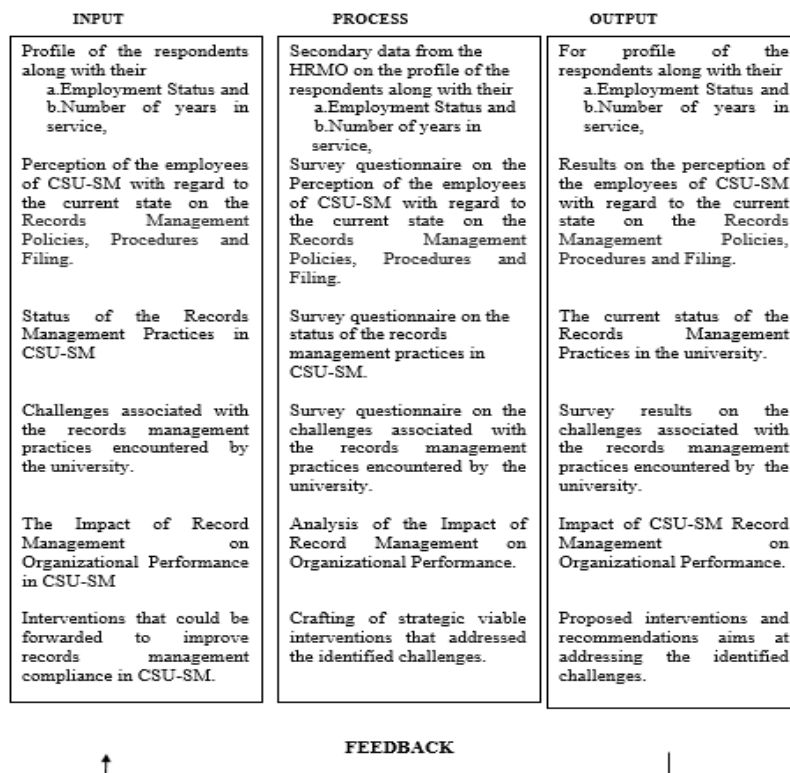 INPUT
PROCESS
OUTPUT
Profile of the respondents
along with their
a.Employment Status and
b.Number of years in
service,
Perception of the employees
of CSU-SM with regard to
the current state on the
Records Management
Policies, Procedures and
Filing.
Status of the Records
Management Practices in
CSU-SM
Challenges associated with
the records management
practices encountered by
the university.
The Impact of Record
Management on
Organizational Performance
in CSU-SM
Interventions that could be
forwarded to improve
records management
compliance in CSU-SM.
Secondary data from the
HRMO on the profile of the
respondents along with their
a.Employment Status and
b.Number of years in
service,
Survey questionnaire on the
Perception of the employees
of CSU-SM with regard to
the current state on the
Records Management
Policies, Procedures and
Filing.
Survey questionnaire on the
status of the records
management practices in
CSU-SM.
Survey questionnaire on the
challenges associated with
the records management
practices encountered by the
university.
Analysis of the Impact of
Record Management on
Organizational Performance.
Crafting of strategic viable
interventions that addressed
the identified challenges.
For profile of the
respondents along with their
a.Employment Status and
b.Number of years in
service,
Results on the perception of
the employees of CSU-SM
with regard to the current
state on the Records
Management Policies,
Procedures and Filing.
The current status of the
Records Management
Practices in the university.
Survey results on the
challenges associated with
the records management
practices encountered by the
university.
Impact of CSU-SM Record
Management on
Organizational Performance.
Proposed interventions and
recommendations aims at
addressing the identified
challenges.
FEEDBACK